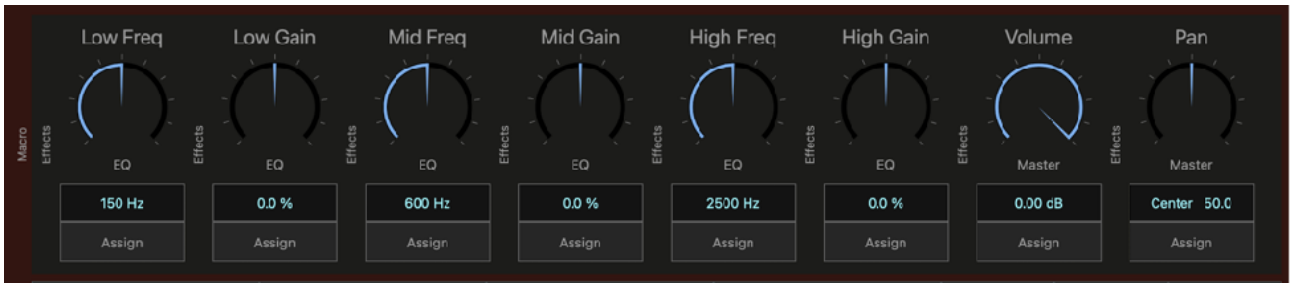 Macro
Low Freq Low Gain Mid Freq Mid Gain High Freq High Gain Volume Pan
Effects Effects Effects Effects Effects Effects Effects Effects
EQ EQ EQ EQ EQ EQ Master Master
150 Hz 0.0 % 600 Hz 0.0 % 2500 Hz 0.0 % 0.00 dB Center 50.0
Assign Assign Assign Assign Assign Assign Assign Assign